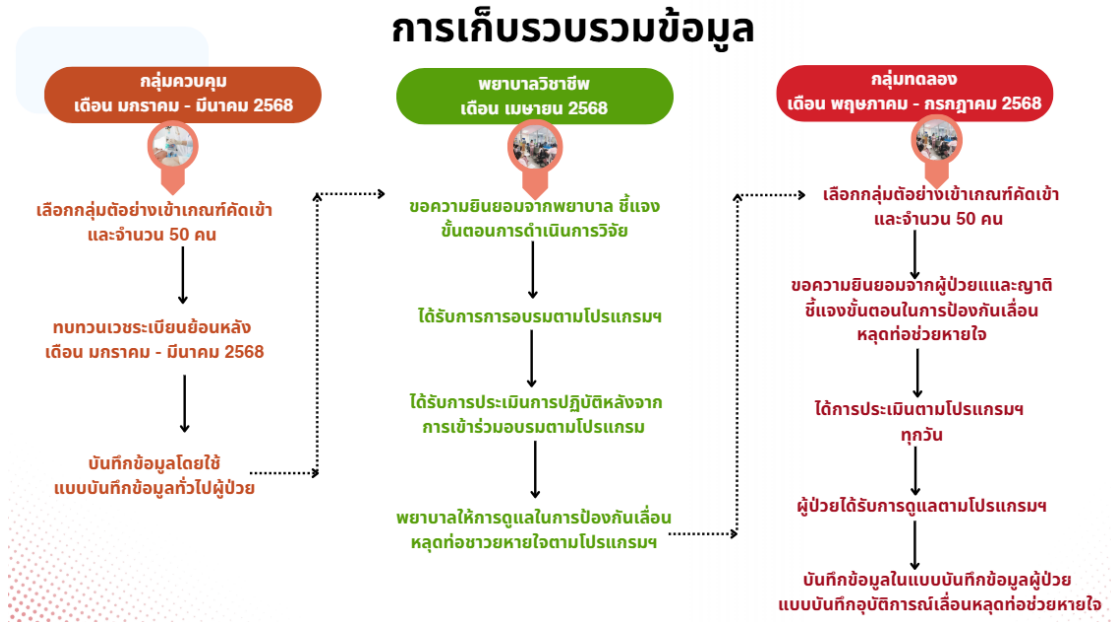 การเก็บรวบรวมข้อมูล
กลุ่มควบคุม
เดือน มกราคม - มีนาคม 2568
เลือกกลุ่มตัอย่างเข้าเกณฑ์คัดเข้า
และจำนวน 50 คน
ทบทวนเวชระเบียนย้อนหลัง
เดือน มกราคม - มีนาคม 2568
บันทึกข้อมูลโดยใช้
แบบบันทึกข้อมูลทั่วไปผู้ป่วย
พยาบาลวิชาชีพ
เดือน เมษายน 2568
ขอความยินยอมจากพยาบาล ชี้แจง
ขั้นตอนการดำเนินการวิจัย
ได้รับการการอบรมตามโปรแกรมฯ
ได้รับการประเมินการปฏิบัติหลังจาก
การเข้าร่วมอบรมตามโปรแกรม
พยาบาลให้การดูแลในการป้องกันเลื่อน
หลุดท่อชาวยหายใจตามโปรแกรมฯ
กลุ่มทดลอง
เดือน พฤษภาคม - กรกฎาคม 2568
เลือกกลุ่มตัอย่างเข้าเกณฑ์คัดเข้า
และจำนวน 50 คน
ขอความยินยอมจากผู้ป่วยแและญาติ
ชี้แจงขั้นตอนในการป้องกันเลื่อน
หลุดท่อช่วยหายใจ
ได้การประเมินตามโปรแกรมฯ
ทุกวัน
ผู้ป่วยได้รับการดูแลตามโปรแกรมฯ
บันทึกข้อมูลในแบบบันทึกข้อมูลผู้ป่วย
แบบบันทึกอุบัติการณ์เลื่อนหลุดท่อช่วยหายใจ